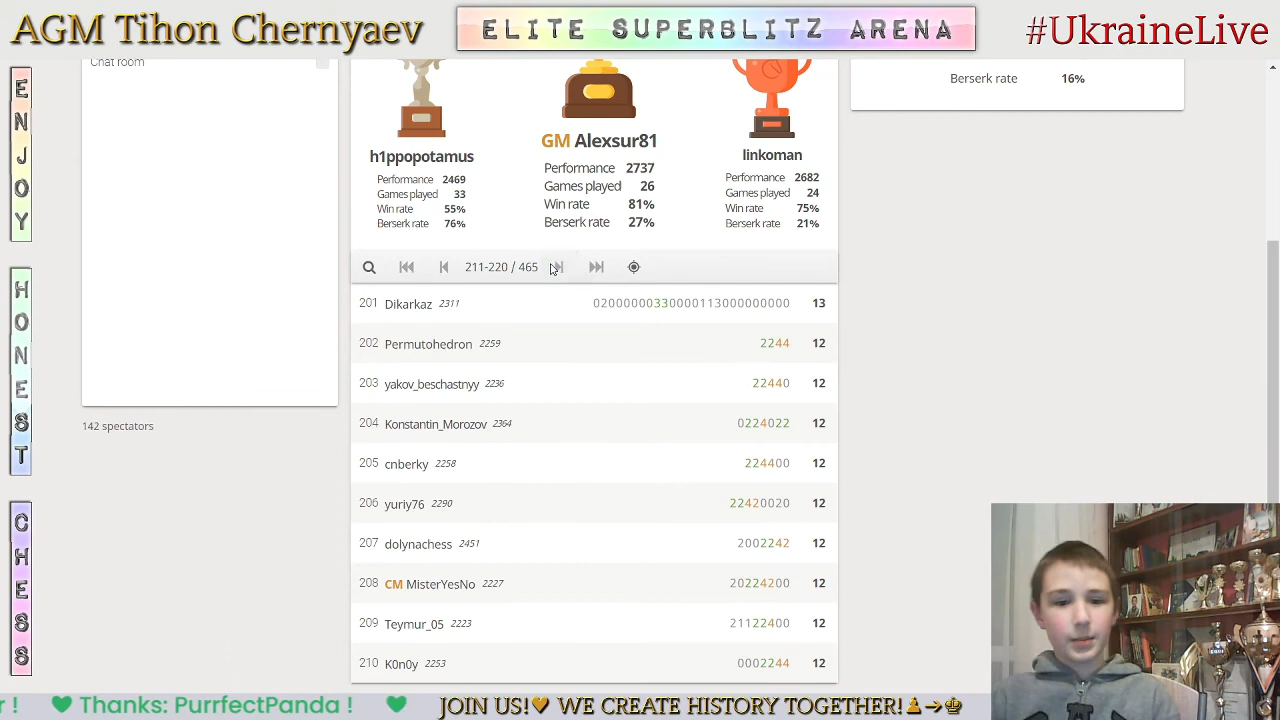 AGM Tihon Chernyaev
ELITE SUPERBLITZ ARENA
#UkraineLive
ENJOY
HONEST
CHESS
Chat room
142 spectators
h1ppopotamus
Performance 2469
Games played 33
Win rate 55%
Berserk rate 76%
GM Alexsur81
Performance 2737
Games played 26
Win rate 81%
Berserk rate 27%
linkoman
Performance 2682
Games played 24
Win rate 75%
Berserk rate 21%
Berserk rate 16%
211-220 / 465
201 Dikarkaz 2311 02000000033000011300000000 13
202 Permutohedron 2259 2244 12
203 yakov_beschastnyy 2236 22440 12
204 Konstantin_Morozov 2364 0224022 12
205 cnberky 2258 224400 12
206 yuriy76 2290 22420020 12
207 dolynachess 2451 2002242 12
208 CM MisterYesNo 2227 20224200 12
209 Teymur_05 2223 21122400 12
210 K0n0y 2253 0002244 12
r ! Thanks: PurrfectPanda ! JOIN US!♥ WE CREATE HISTORY TOGETHER!♟→♚